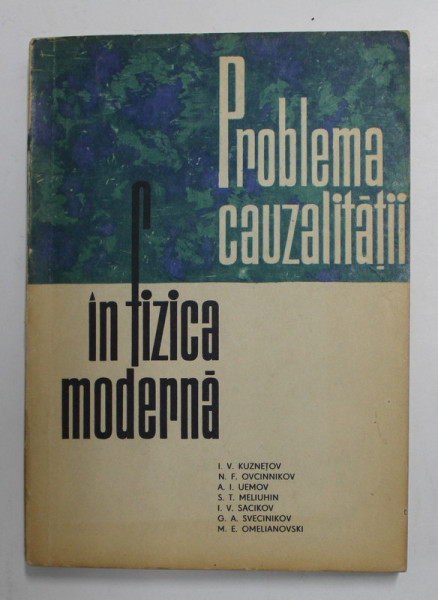 Problema
cauzalității
în fizica
modernă
I. V. KUZNEȚOV
N. F. OVCINNIKOV
A. I. UEMOV
S. T. MELIUHIN
I. V. SACIKOV
G. A. SVECINIKOV
M. E. OMELIANOVSKI